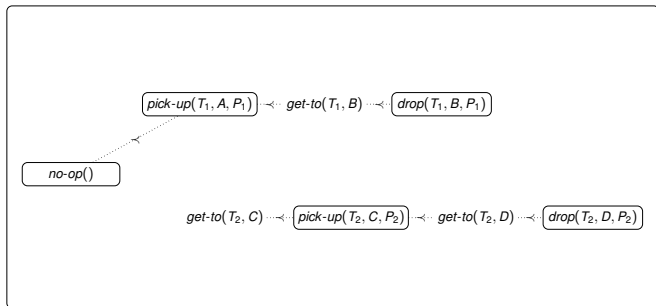 pick-up(T₁, A, P₁) ≺ get-to(T₁, B) ≺ drop(T₁, B, P₁)
≺
no-op()
get-to(T₂, C) ≺ pick-up(T₂, C, P₂) ≺ get-to(T₂, D) ≺ drop(T₂, D, P₂)